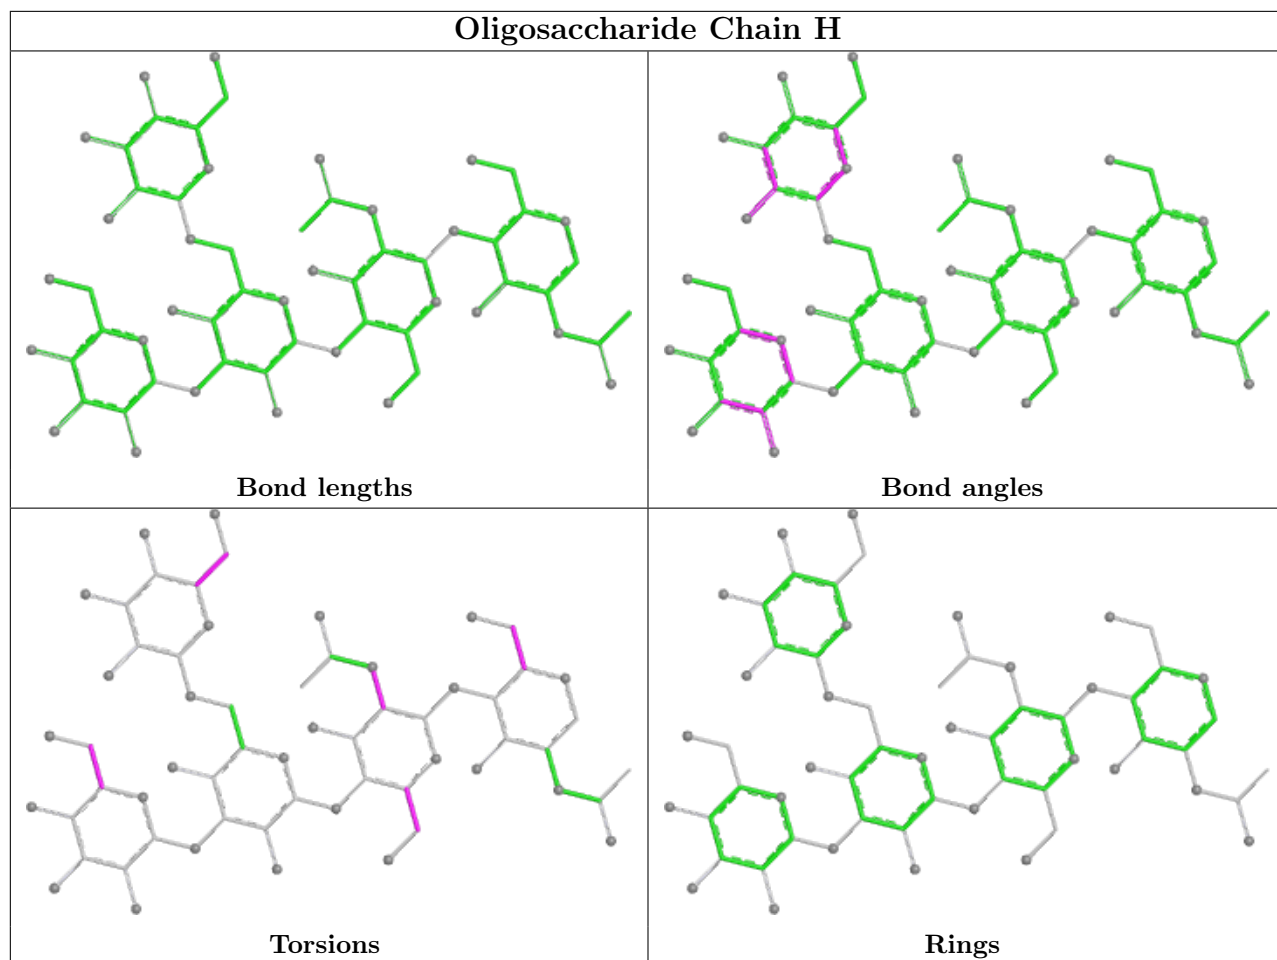 Oligosaccharide Chain H
Bond lengths
Bond angles
Torsions
Rings